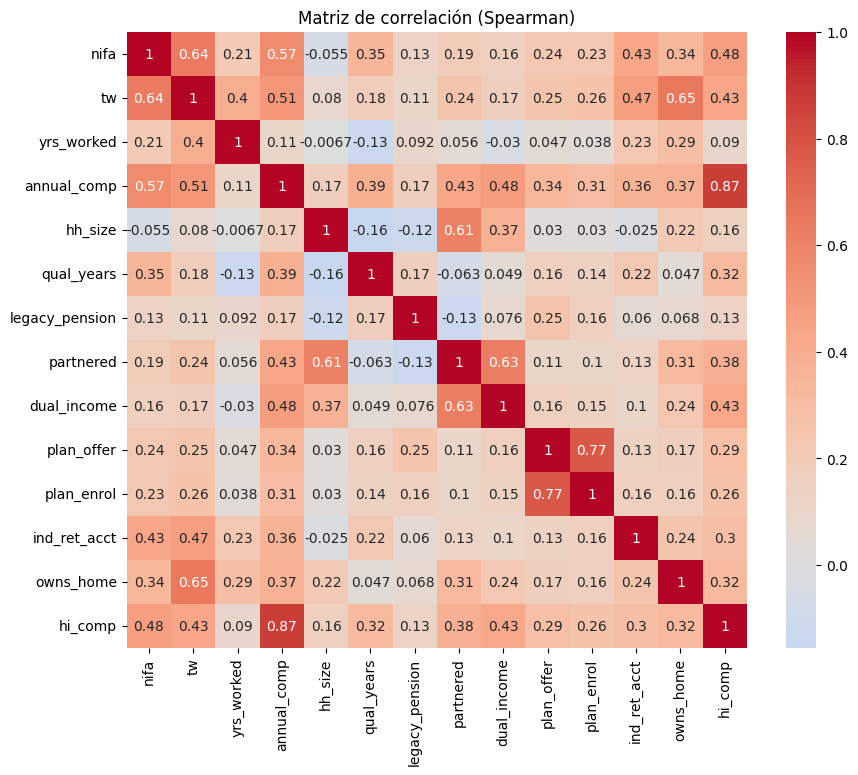 Matriz de correlación (Spearman)
nifa 1 0.64 0.21 0.57 -0.055 0.35 0.13 0.19 0.16 0.24 0.23 0.43 0.34 0.48
tw 0.64 1 0.4 0.51 0.08 0.18 0.11 0.24 0.17 0.25 0.26 0.47 0.65 0.43
yrs_worked 0.21 0.4 1 0.11 -0.0067 -0.13 0.092 0.056 -0.03 0.047 0.038 0.23 0.29 0.09
annual_comp 0.57 0.51 0.11 1 0.17 0.39 0.17 0.43 0.48 0.34 0.31 0.36 0.37 0.87
hh_size -0.055 0.08 -0.0067 0.17 1 -0.16 -0.12 0.61 0.37 0.03 0.03 -0.025 0.22 0.16
qual_years 0.35 0.18 -0.13 0.39 -0.16 1 0.17 -0.063 0.049 0.16 0.14 0.22 0.047 0.32
legacy_pension 0.13 0.11 0.092 0.17 -0.12 0.17 1 -0.13 0.076 0.25 0.16 0.06 0.068 0.13
partnered 0.19 0.24 0.056 0.43 0.61 -0.063 -0.13 1 0.63 0.11 0.1 0.13 0.31 0.38
dual_income 0.16 0.17 -0.03 0.48 0.37 0.049 0.076 0.63 1 0.16 0.15 0.1 0.24 0.43
plan_offer 0.24 0.25 0.047 0.34 0.03 0.16 0.25 0.11 0.16 1 0.77 0.13 0.17 0.29
plan_enrol 0.23 0.26 0.038 0.31 0.03 0.14 0.16 0.1 0.15 0.77 1 0.16 0.16 0.26
ind_ret_acct 0.43 0.47 0.23 0.36 -0.025 0.22 0.06 0.13 0.1 0.13 0.16 1 0.24 0.3
owns_home 0.34 0.65 0.29 0.37 0.22 0.047 0.068 0.31 0.24 0.17 0.16 0.24 1 0.32
hi_comp 0.48 0.43 0.09 0.87 0.16 0.32 0.13 0.38 0.43 0.29 0.26 0.3 0.32 1
nifa tw yrs_worked annual_comp hh_size qual_years legacy_pension partnered dual_income plan_offer plan_enrol ind_ret_acct owns_home hi_comp
1.0
0.8
0.6
0.4
0.2
0.0